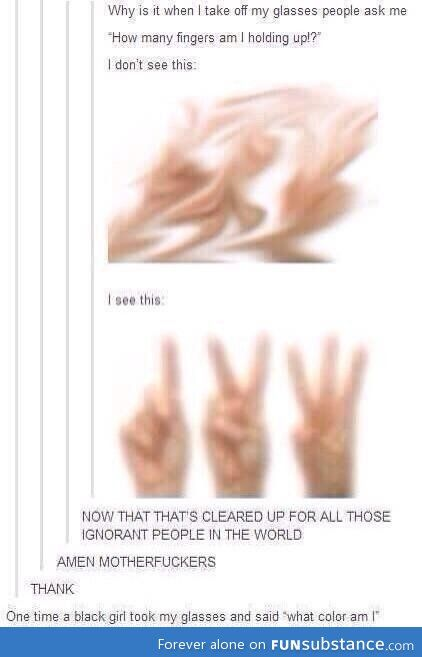 Why is it when I take off my glasses people ask me
"How many fingers am I holding up!?"
I don't see this:
I see this:
NOW THAT THAT'S CLEARED UP FOR ALL THOSE
IGNORANT PEOPLE IN THE WORLD
AMEN MOTHERFUCKERS
THANK
One time a black girl took my glasses and said "what color am I"
Forever alone on FUNsubstance.com